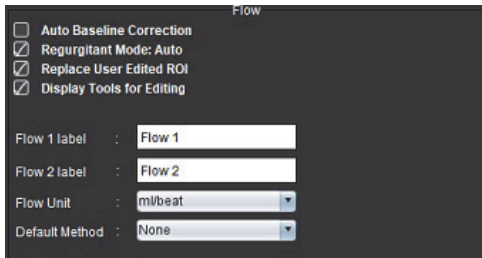 Flow
Auto Baseline Correction
Regurgitant Mode: Auto
Replace User Edited ROI
Display Tools for Editing
Flow 1 label : Flow 1
Flow 2 label : Flow 2
Flow Unit : ml/beat
Default Method : None